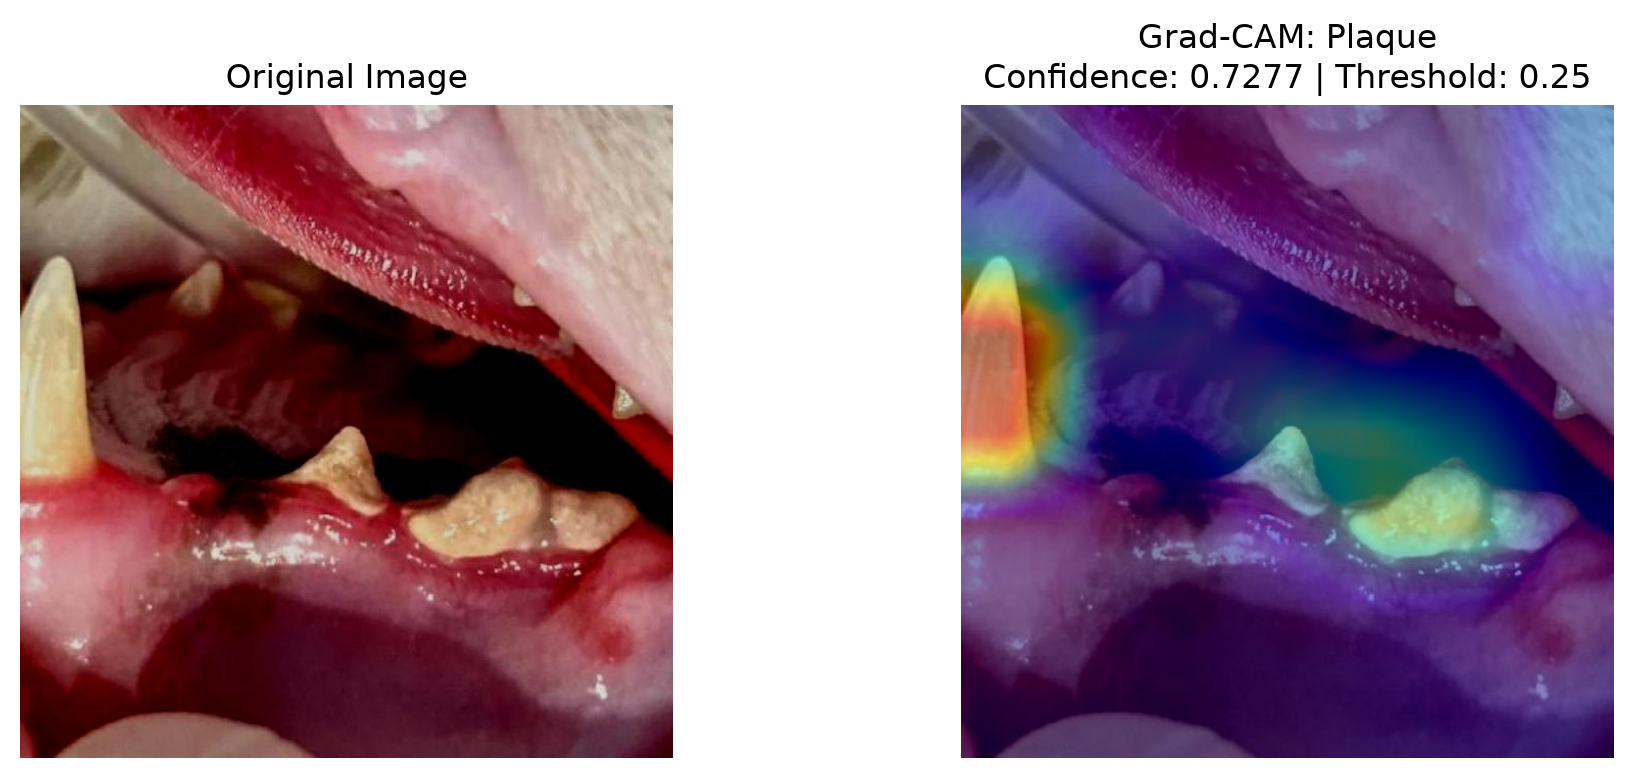 Original Image
Grad-CAM: Plaque
Confidence: 0.7277 | Threshold: 0.25